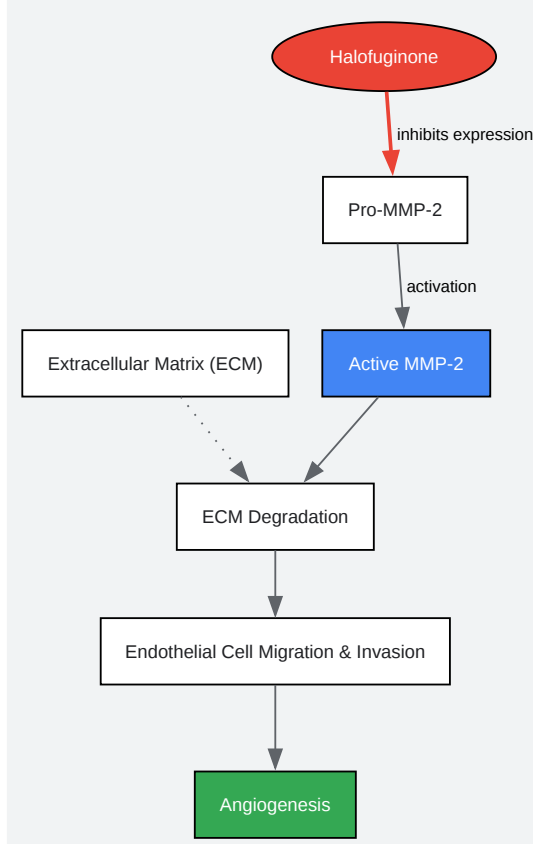 Halofuginone
inhibits expression
Pro-MMP-2
activation
Extracellular Matrix (ECM)
Active MMP-2
ECM Degradation
Endothelial Cell Migration & Invasion
Angiogenesis